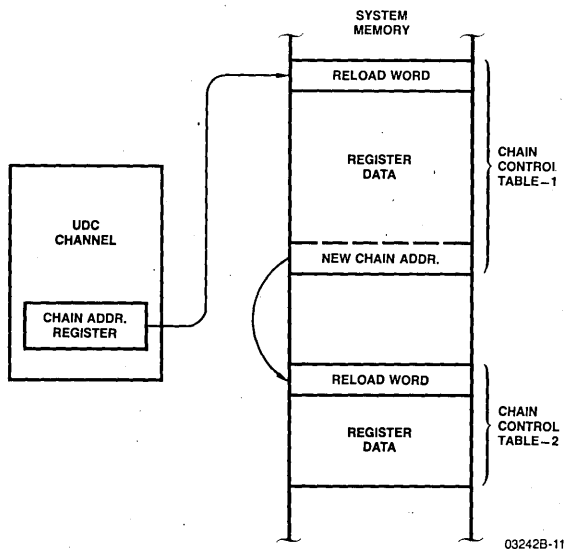 SYSTEM
MEMORY
RELOAD WORD
REGISTER
DATA
CHAIN
CONTROL
TABLE-1
UDC
CHANNEL
NEW CHAIN ADDR.
CHAIN ADDR.
REGISTER
RELOAD WORD
REGISTER
DATA
CHAIN
CONTROL
TABLE-2
03242B-11